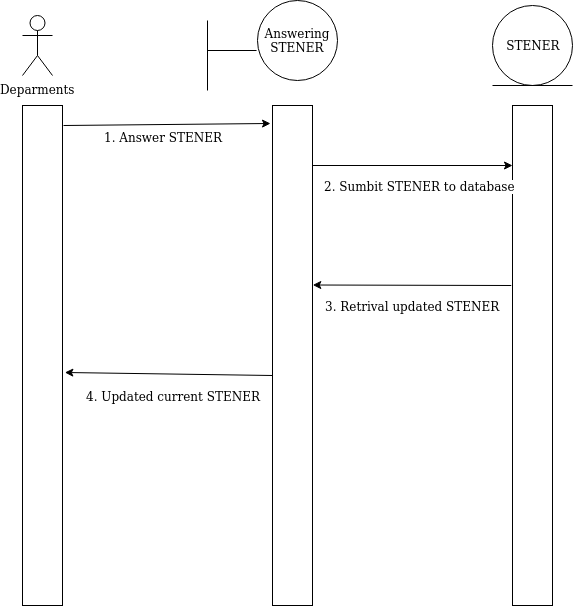 Answering
STENER
STENER
Deparments
1. Answer STENER
2. Sumbit STENER to database
3. Retrival updated STENER
4. Updated current STENER